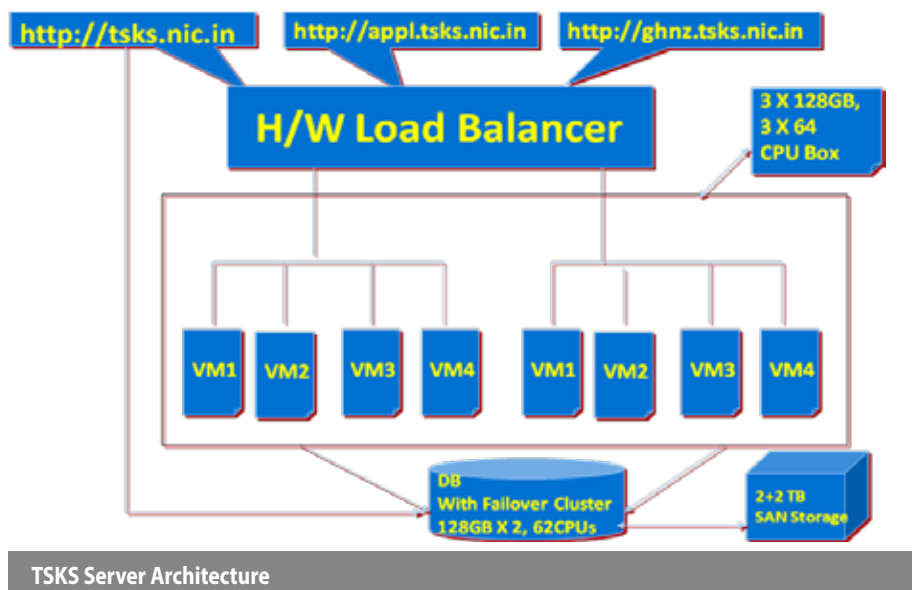 http://tsks.nic.in
http://appl.tsks.nic.in
http://ghnz.tsks.nic.in
H/W Load Balancer
3 X 128GB,
3 X 64
CPU Box
VM1
VM2
VM3
VM4
VM1
VM2
VM3
VM4
DB
With Failover Cluster
128GB X 2, 62CPUs
2+2 TB
SAN Storage
TSKS Server Architecture